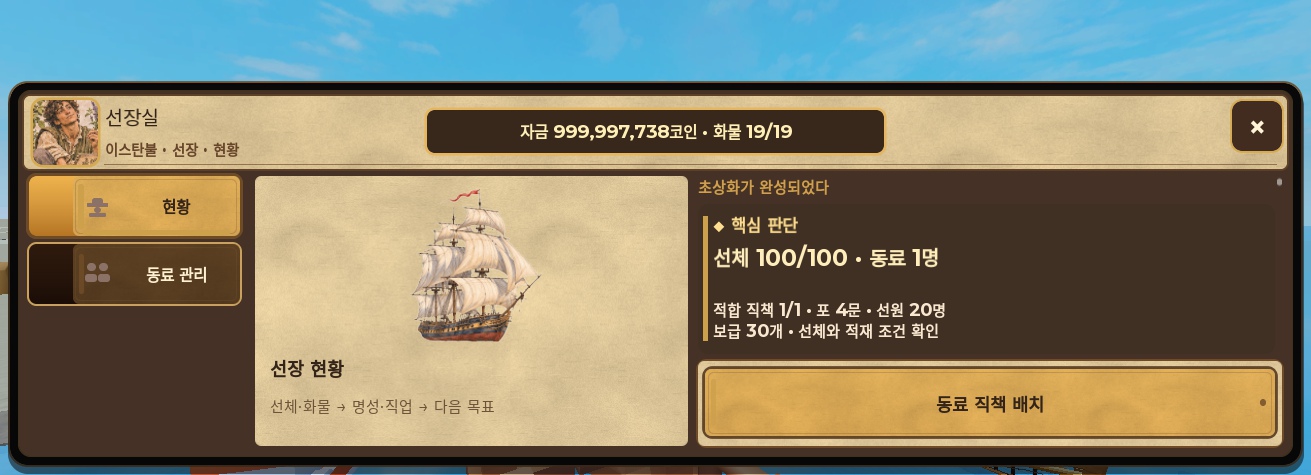 선장실
이스탄불 • 선장 • 현황
자금 999,997,738코인 • 화물 19/19
×
현황
동료 관리
선장 현황
선체·화물 → 명성·직업 → 다음 목표
초상화가 완성되었다
◆ 핵심 판단
선체 100/100 • 동료 1명
적합 직책 1/1 • 포 4문 • 선원 20명
보급 30개 • 선체와 적재 조건 확인
동료 직책 배치